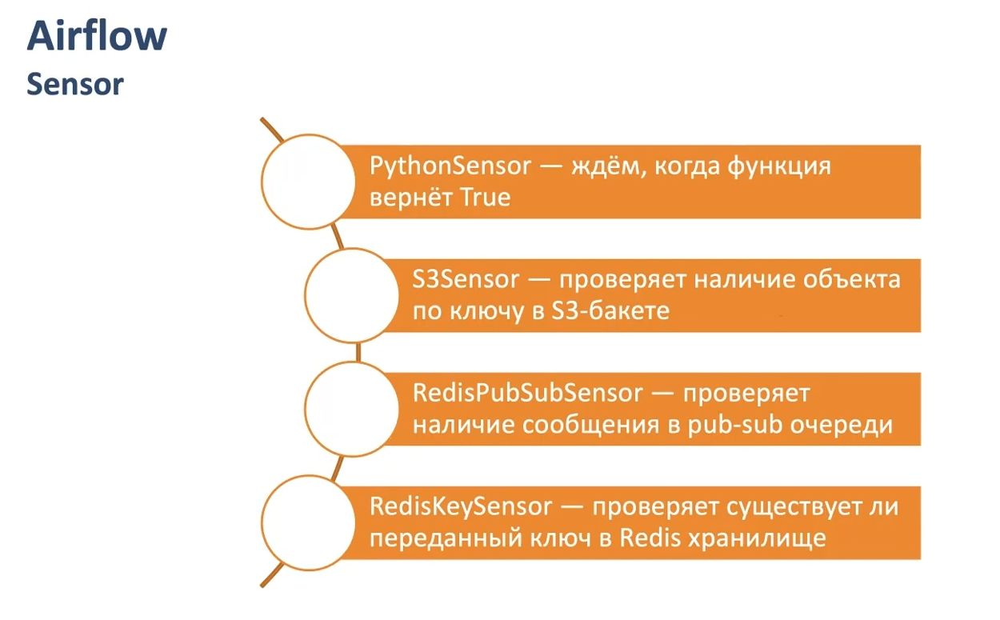 Airflow
Sensor
PythonSensor — ждём, когда функция
вернёт True
S3Sensor — проверяет наличие объекта
по ключу в S3-бакете
RedisPubSubSensor — проверяет
наличие сообщения в pub-sub очереди
RedisKeySensor — проверяет существует ли
переданный ключ в Redis хранилище